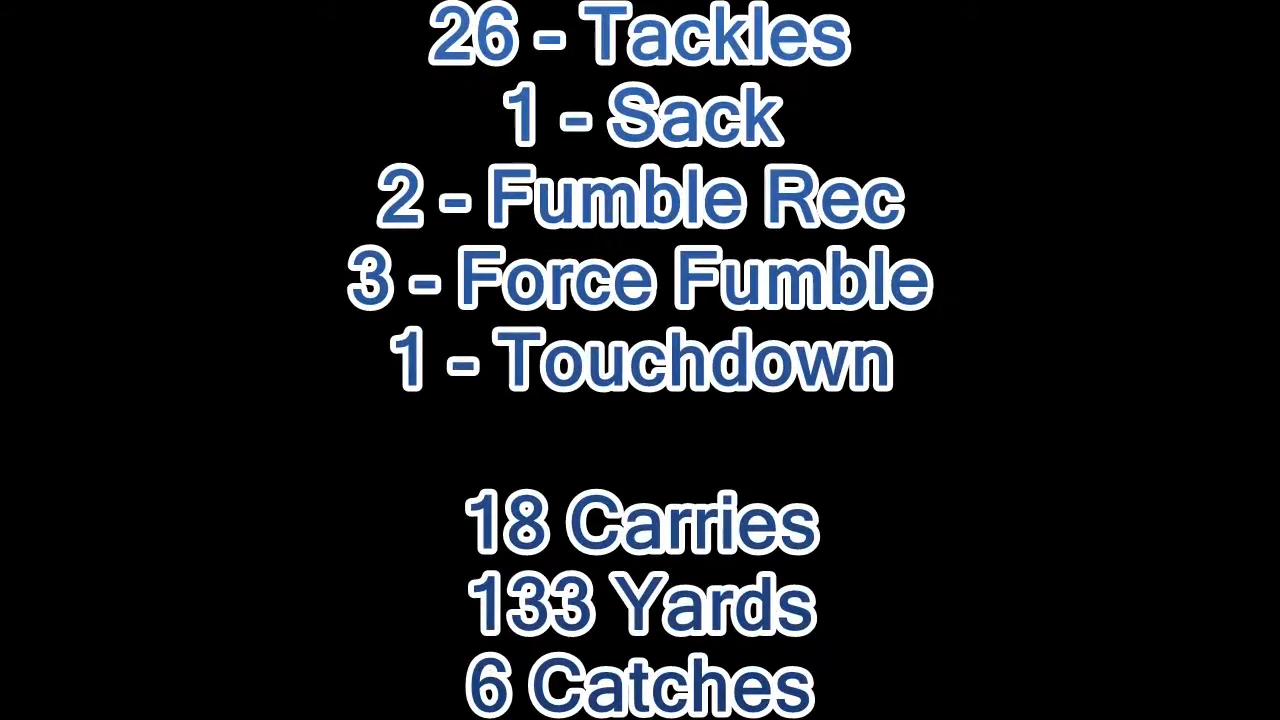 26 - Tackles
1 - Sack
2 - Fumble Rec
3 - Force Fumble
1 - Touchdown
18 Carries
133 Yards
6 Catches